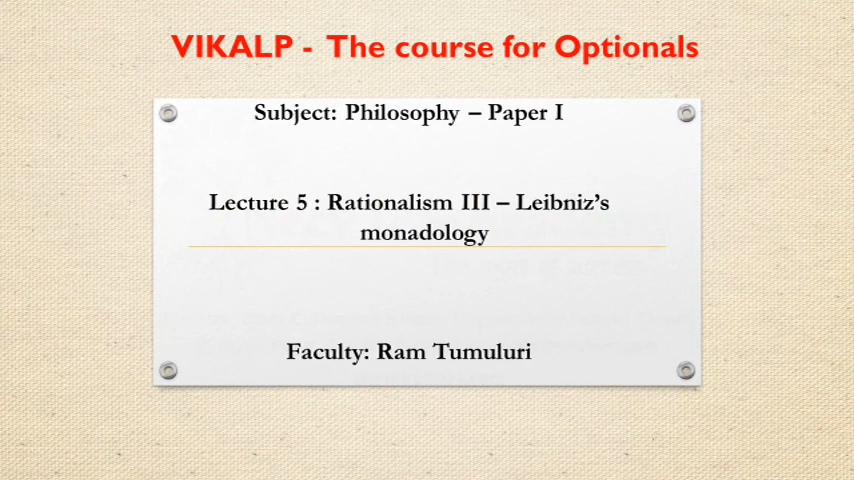 VIKALP - The course for Optionals
Subject: Philosophy – Paper I
Lecture 5 : Rationalism III – Leibniz’s
monadology
Faculty: Ram Tumuluri